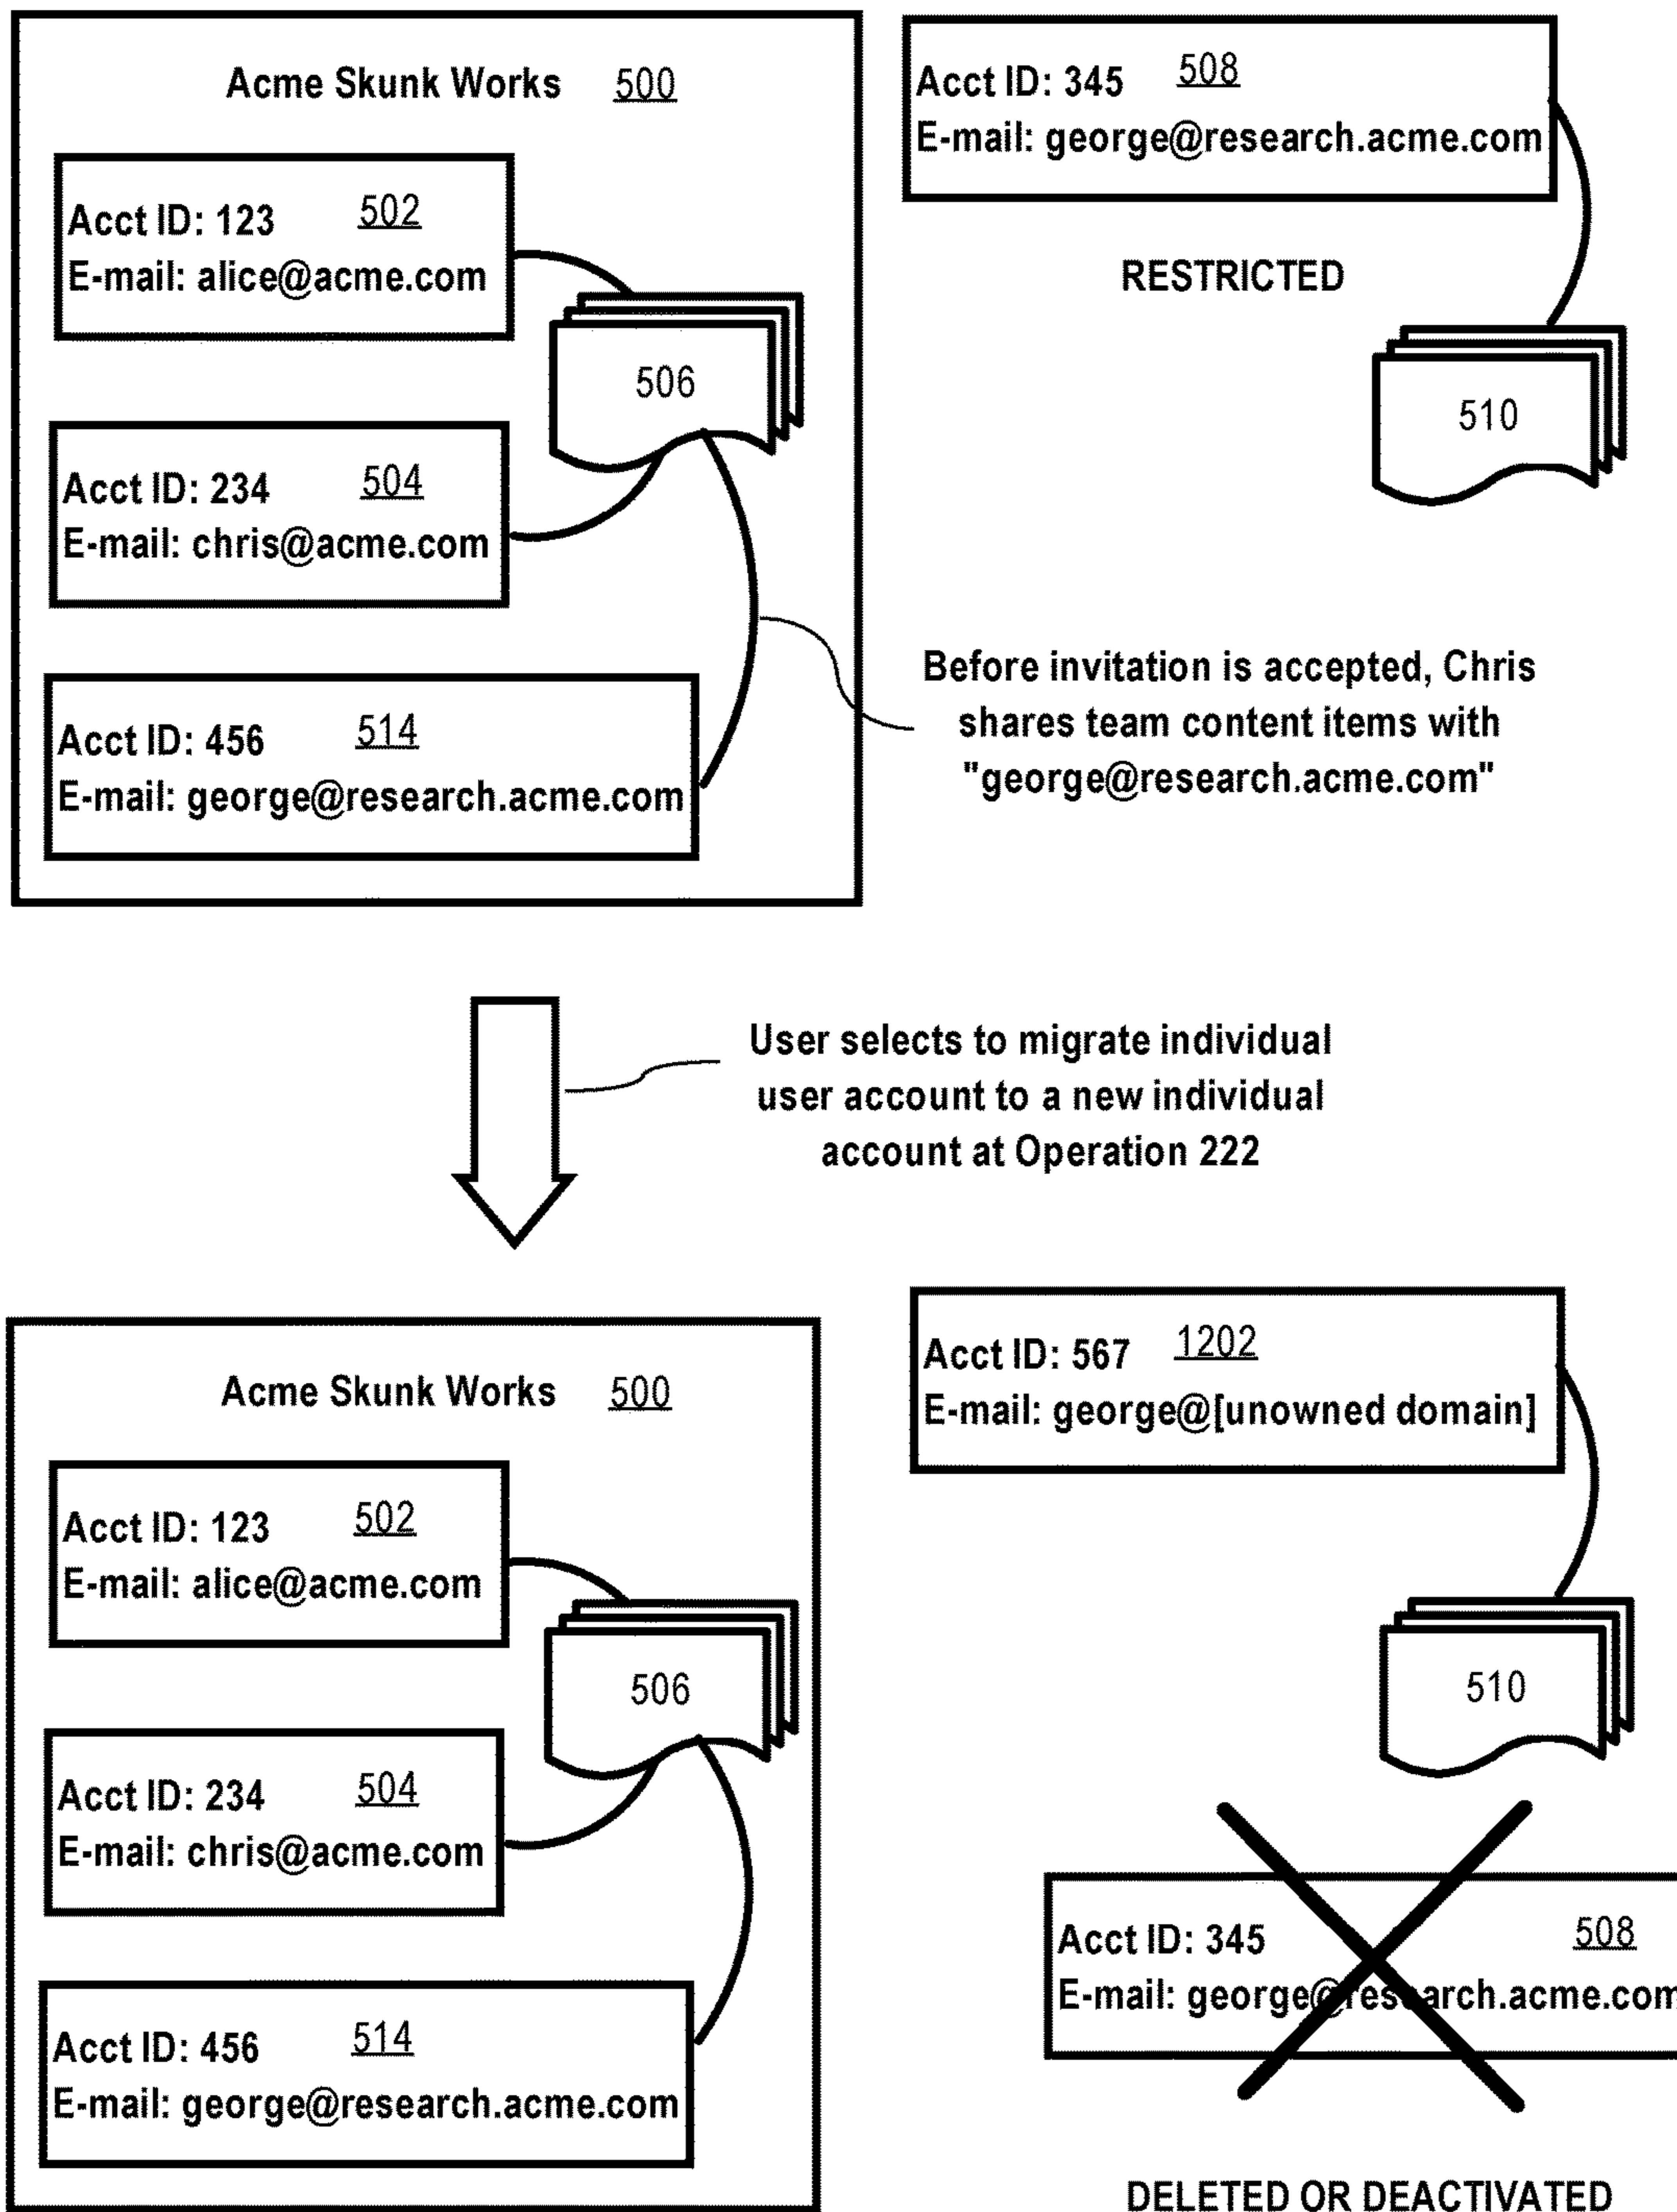 Acme Skunk Works 500
Acct ID: 123 502
E-mail: alice@acme.com
506
Acct ID: 234 504
E-mail: chris@acme.com
Acct ID: 456 514
E-mail: george@research.acme.com
Acct ID: 345 508
E-mail: george@research.acme.com
RESTRICTED
510
Before invitation is accepted, Chris
shares team content items with
"george@research.acme.com"
User selects to migrate individual
user account to a new individual
account at Operation 222
Acme Skunk Works 500
Acct ID: 123 502
E-mail: alice@acme.com
506
Acct ID: 234 504
E-mail: chris@acme.com
Acct ID: 456 514
E-mail: george@research.acme.com
Acct ID: 567 1202
E-mail: george@[unowned domain]
510
Acct ID: 345 508
E-mail: george@research.acme.com
DELETED OR DEACTIVATED